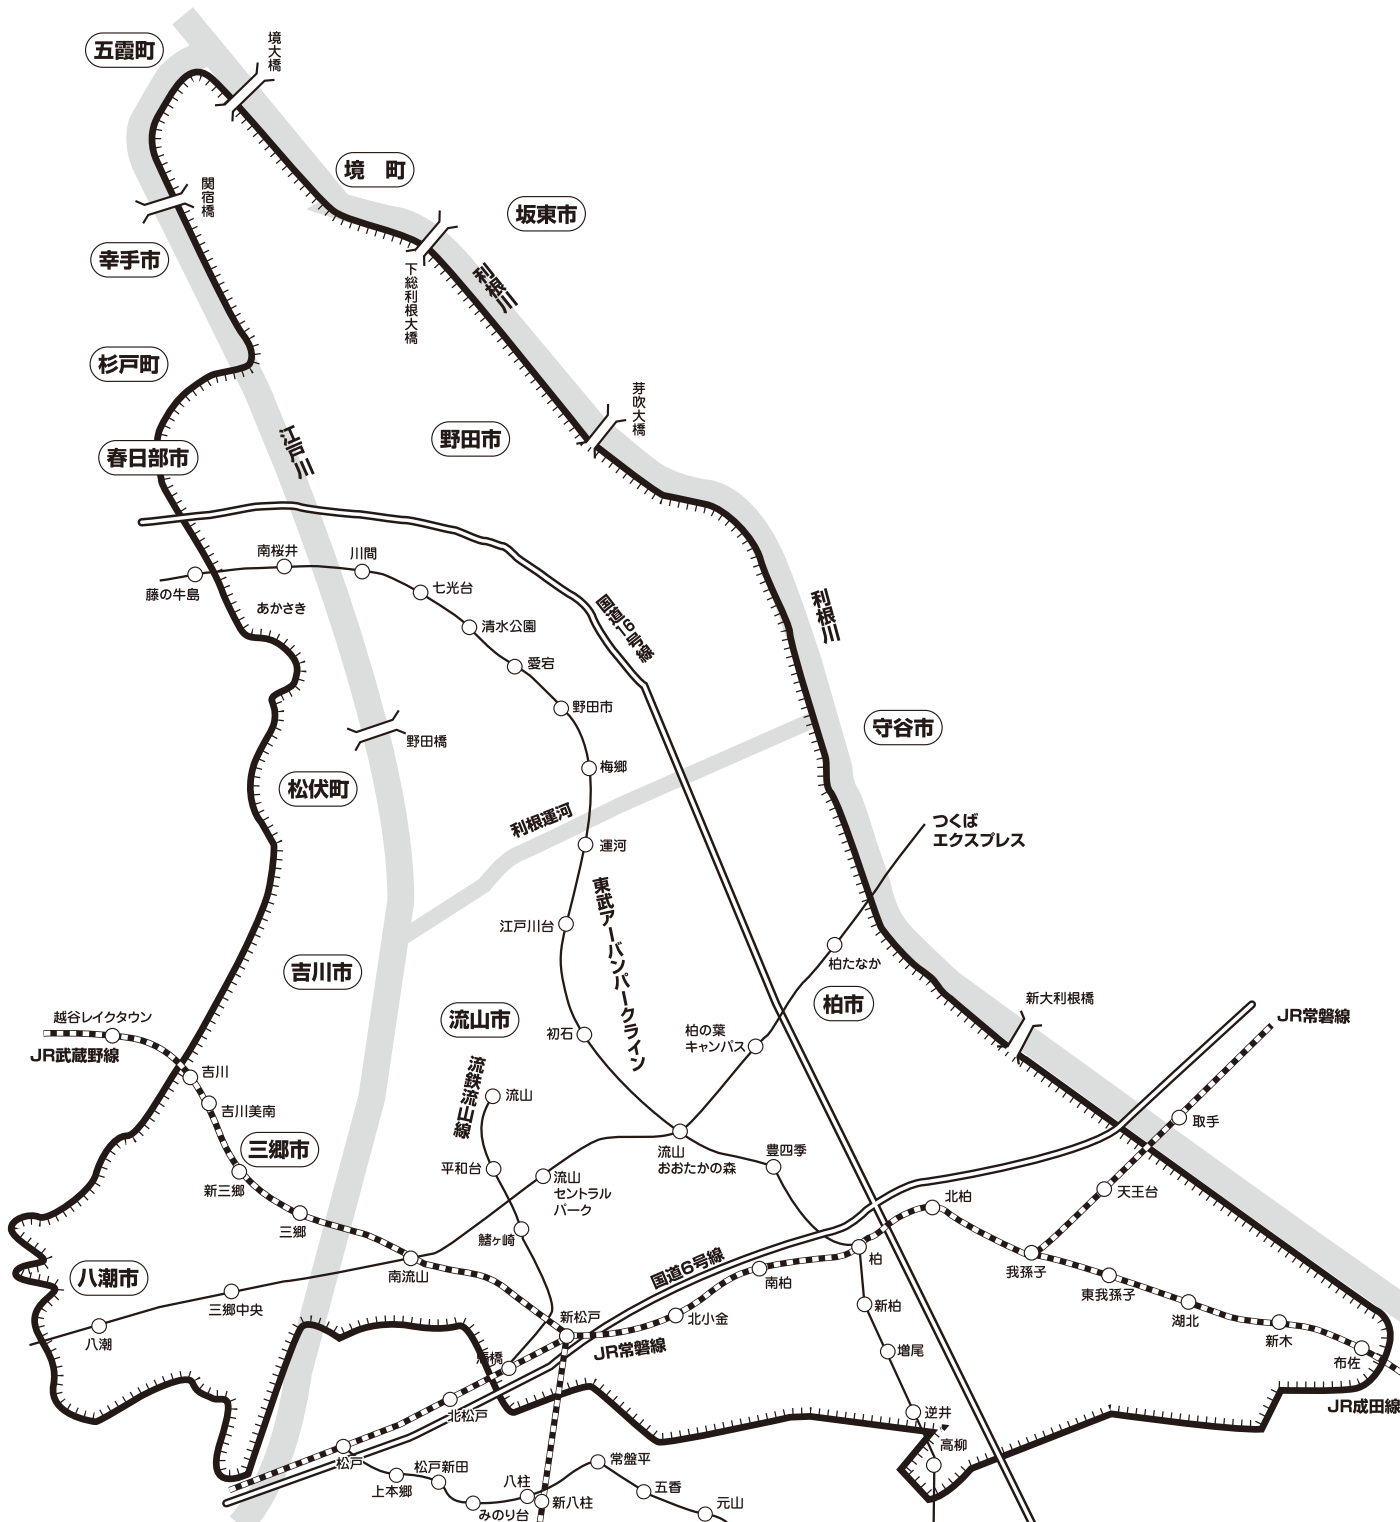 五霞町
境大橋
境　町
関宿橋
坂東市
幸手市
下総利根大橋
利根川
杉戸町
芽吹大橋
野田市
江戸川
春日部市
南桜井
川間
藤の牛島
七光台
あかさき
清水公園
国道16号線
利根川
愛宕
野田市
守谷市
野田橋
梅郷
松伏町
利根運河
つくば
エクスプレス
運河
東武アーバンパークライン
江戸川台
柏たなか
吉川市
柏市
新大利根橋
流山市
越谷レイクタウン
JR武蔵野線
JR常磐線
初石
柏の葉
キャンパス
流鉄流山線
吉川
流山
吉川美南
取手
三郷市
流山
おおたかの森
豊四季
平和台
流山
セントラル
パーク
新三郷
天王台
北柏
三郷
鰭ヶ崎
柏
国道6号線
南流山
八潮市
南柏
我孫子
東我孫子
三郷中央
新柏
湖北
新松戸
北小金
八潮
JR常磐線
新木
増尾
馬橋
布佐
JR成田線
北松戸
逆井
高柳
松戸
松戸新田
常盤平
上本郷
八柱
五香
みのり台
新八柱
元山